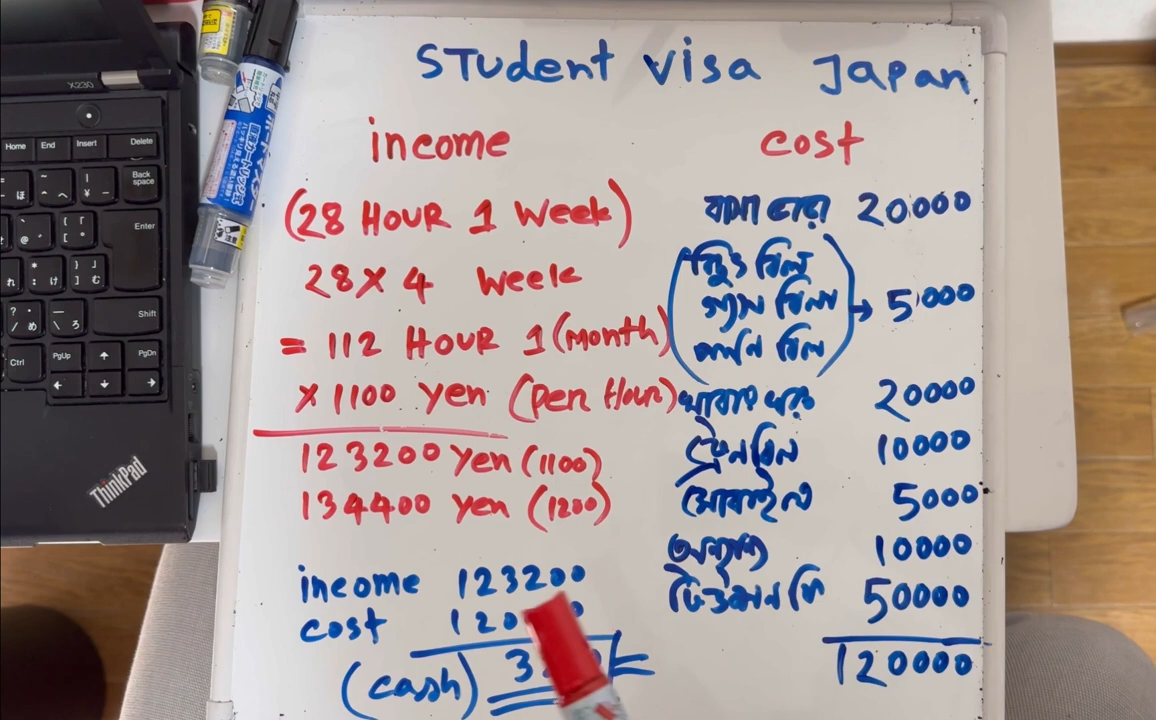 STUdent Visa Japan
income
(28 HOUR 1 Week)
28 X 4 Week
= 112 HOUR 1 (Month)
X 1100 yen (Per Hour)
123200 yen (1100)
134400 yen (1200)
income 123200
cost 120
(cash) 3
cost
বাসা ভাড়া 20000
বিদ্যুৎ বিল
গ্যাস বিল → 5000
পানি বিল
খাবার খরচ 20000
ট্রেন বিল 10000
মোবাইল 5000
অন্যান্য 10000
টিউশন ফি 50000
120000
X230
Home End Insert Delete
Back space
Enter
Shift
Ctrl PgUp PgDn
ThinkPad